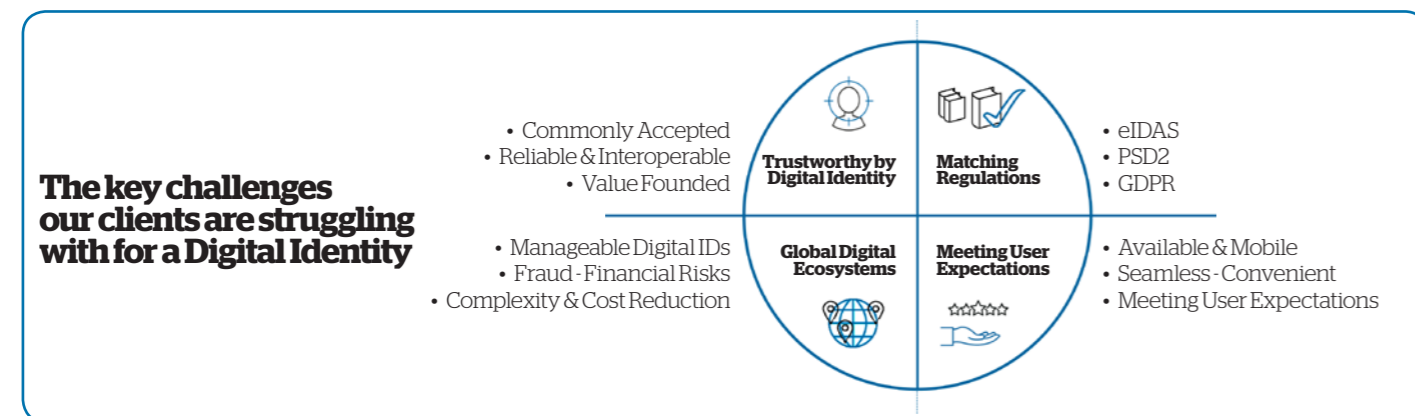 The key challenges
our clients are struggling
with for a Digital Identity
• Commonly Accepted
• Reliable & Interoperable
• Value Founded
Trustworthy by
Digital Identity
Matching
Regulations
• eIDAS
• PSD2
• GDPR
• Manageable Digital IDs
• Fraud - Financial Risks
• Complexity & Cost Reduction
Global Digital
Ecosystems
Meeting User
Expectations
• Available & Mobile
• Seamless - Convenient
• Meeting User Expectations